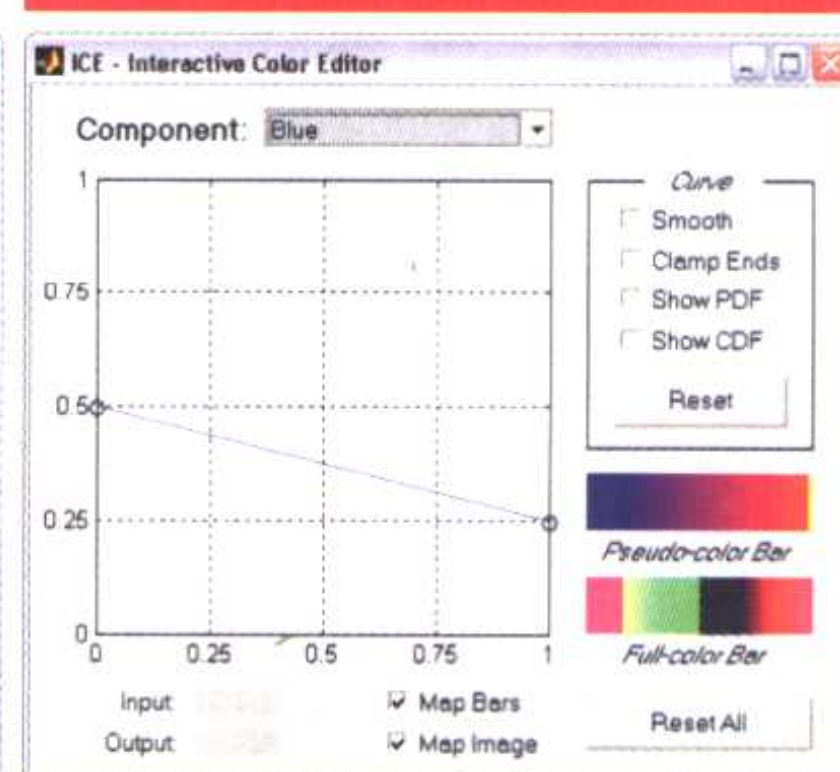 ICE - Interactive Color Editor
Component: Blue
Curve
Smooth
Clamp Ends
Show PDF
Show CDF
Reset
1
0.75
0.5
0.25
0
0 0.25 0.5 0.75 1
Pseudo-color Bar
Full-color Bar
Input:
Output:
Map Bars
Map Image
Reset All